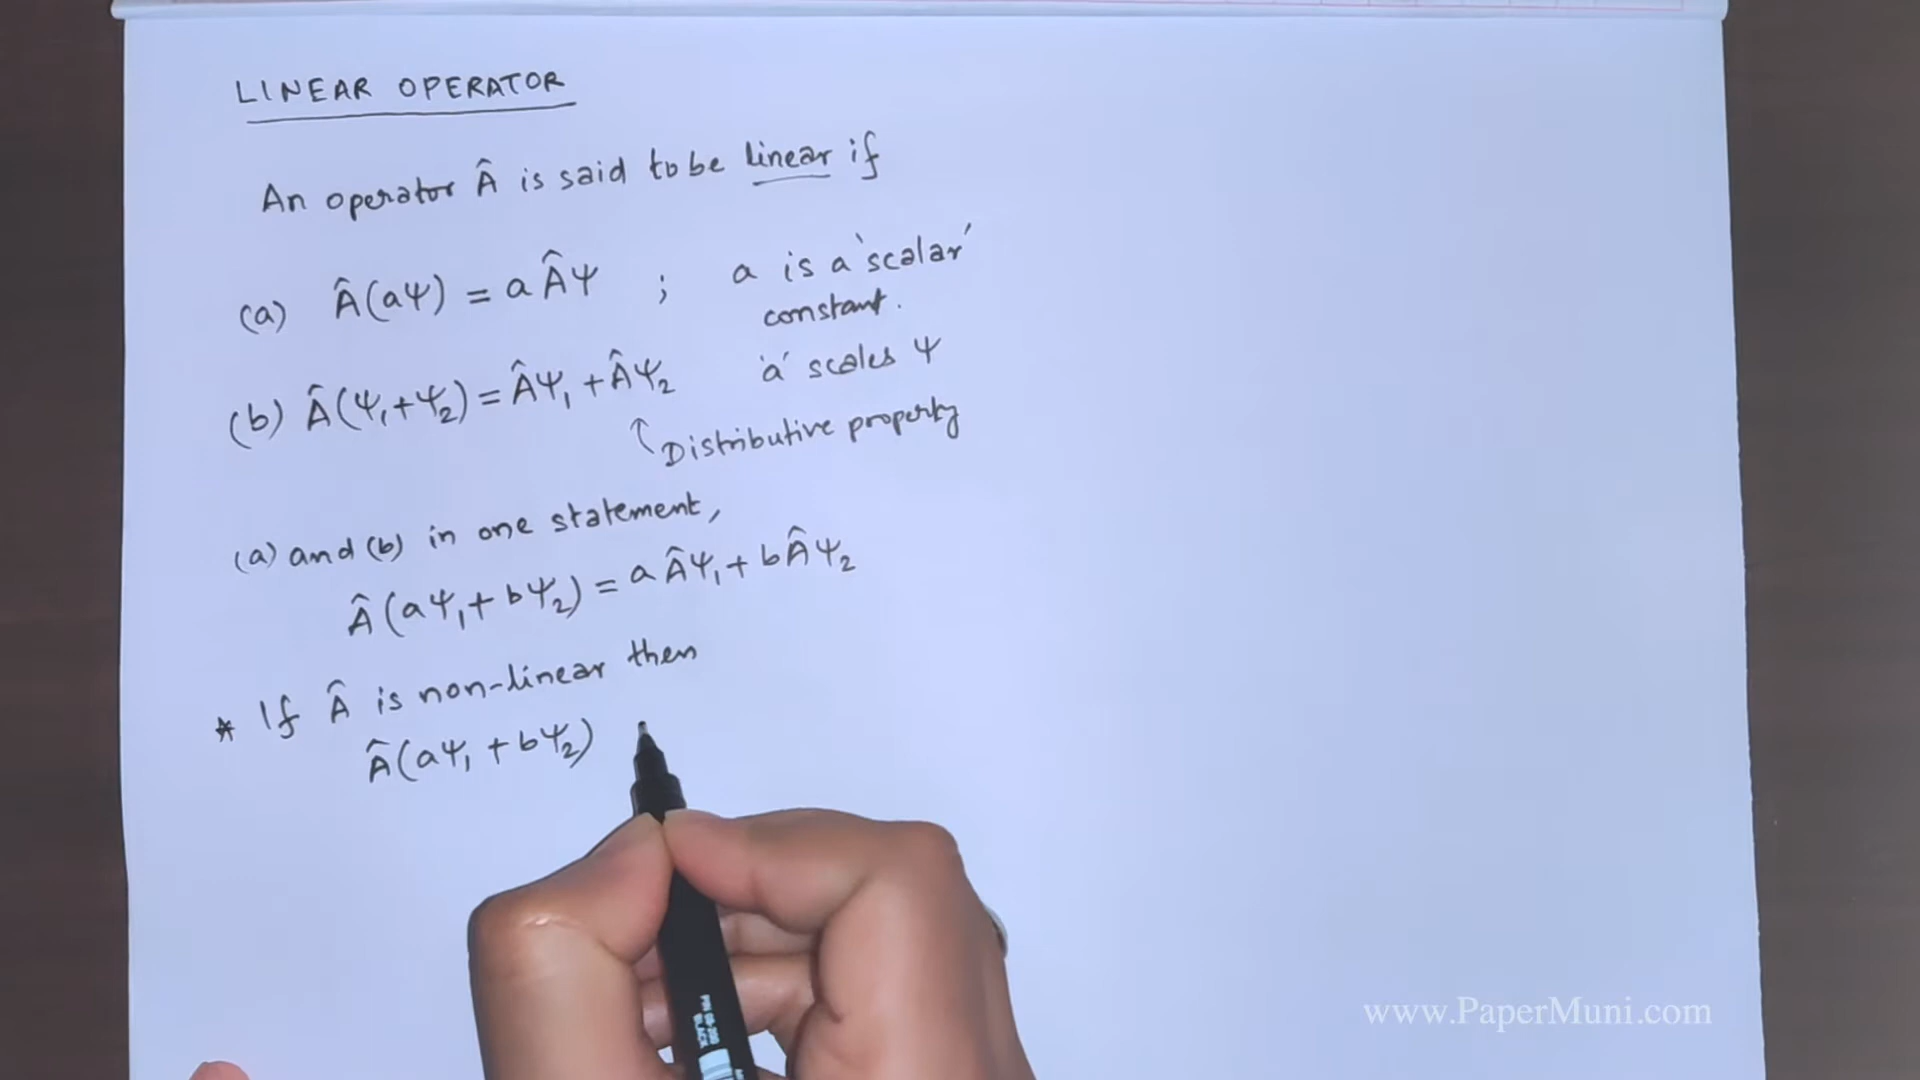 LINEAR OPERATOR
An operator Â is said to be linear if
(a) Â(aΨ) = a ÂΨ ; a is a 'scalar'
constant.
'a' scales Ψ
(b) Â(Ψ₁+Ψ₂) = ÂΨ₁ + ÂΨ₂
Distributive property
(a) and (b) in one statement,
Â(aΨ₁+ bΨ₂) = a ÂΨ₁+ bÂΨ₂
* If Â is non-linear then
Â(aΨ₁ + bΨ₂)
www.PaperMuni.com